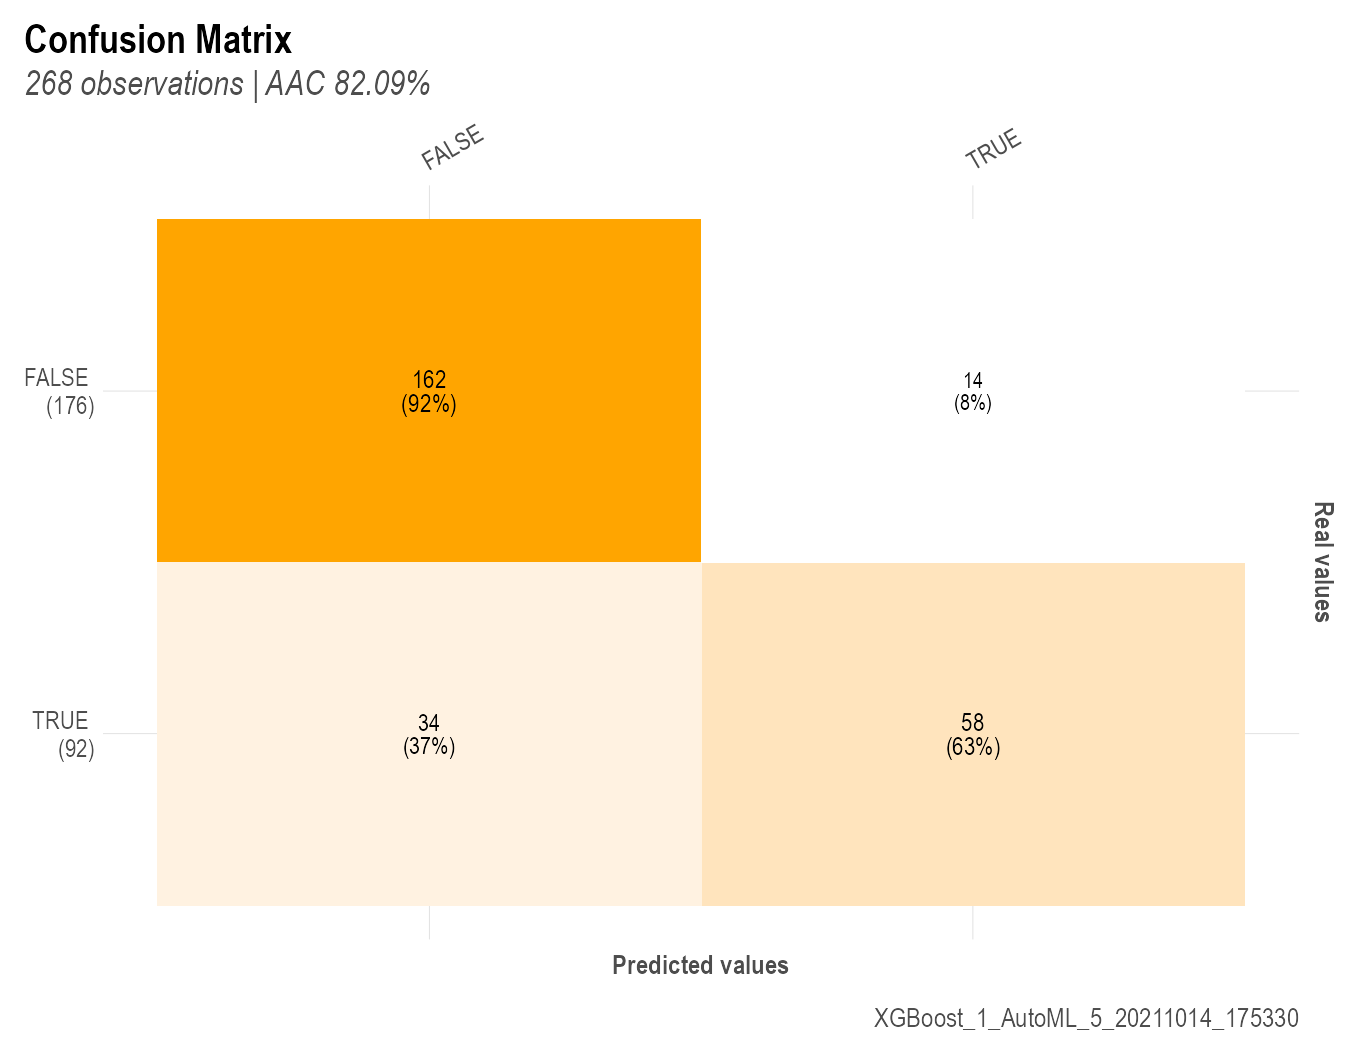 Confusion Matrix
268 observations | AAC 82.09%
FALSE
TRUE
FALSE
(176)
162
(92%)
14
(8%)
Real values
TRUE
(92)
34
(37%)
58
(63%)
Predicted values
XGBoost_1_AutoML_5_20211014_175330